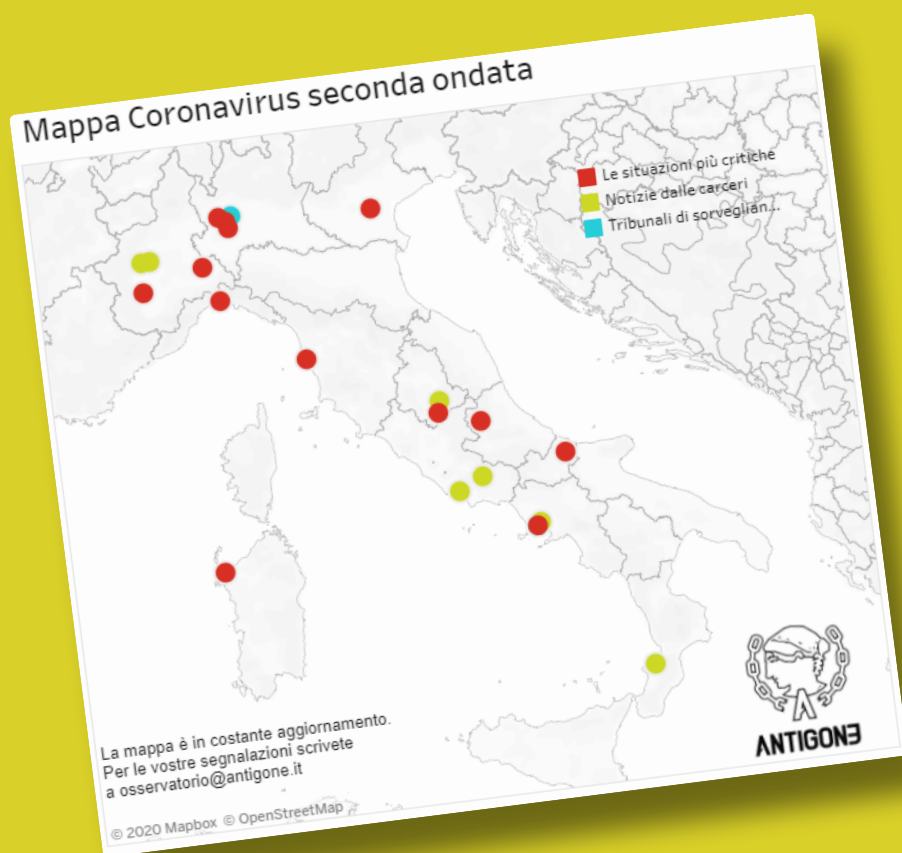 Mappa Coronavirus seconda ondata
Le situazioni più critiche
Notizie dalle carceri
Tribunali di sorveglian...
La mappa è in costante aggiornamento.
Per le vostre segnalazioni scrivete
a osservatorio@antigone.it
ANTIGONE
© 2020 Mapbox © OpenStreetMap